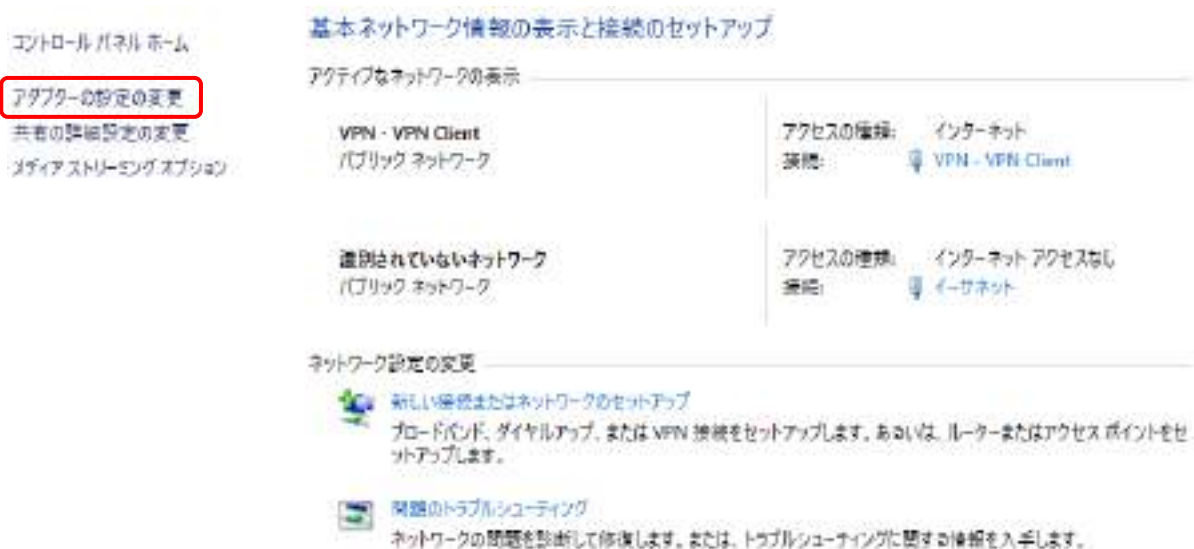 コントロール パネル ホーム
アダプターの設定の変更
共有の詳細設定の変更
メディア ストリーミング オプション
基本ネットワーク情報の表示と接続のセットアップ
アクティブなネットワークの表示
VPN - VPN Client
パブリック ネットワーク
アクセスの種類: インターネット
接続: VPN - VPN Client
識別されていないネットワーク
パブリック ネットワーク
アクセスの種類: インターネット アクセスなし
接続: イーサネット
ネットワーク設定の変更
新しい接続またはネットワークのセットアップ
ブロードバンド、ダイヤルアップ、または VPN 接続をセットアップします。あるいは、ルーターまたはアクセス ポイントをセ
ットアップします。
問題のトラブルシューティング
ネットワークの問題を診断して修復します。または、トラブルシューティングに関する情報を入手します。